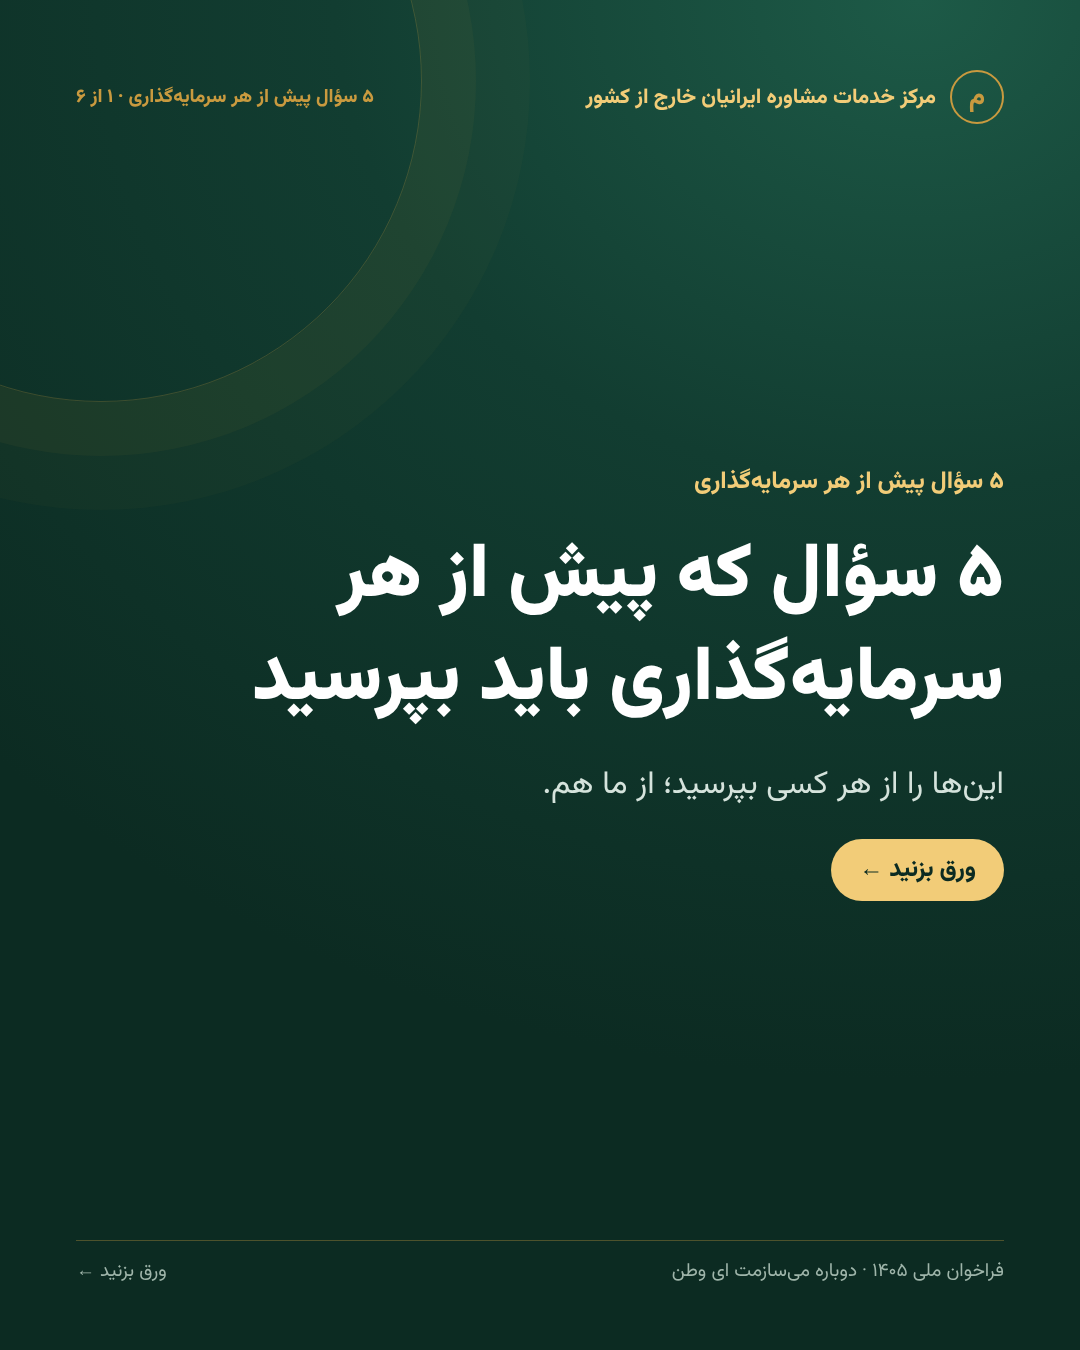 م
مرکز خدمات مشاوره ایرانیان خارج از کشور
۵ سؤال پیش از هر سرمایه‌گذاری · ۱ از ۶
۵ سؤال پیش از هر سرمایه‌گذاری
۵ سؤال که پیش از هر
سرمایه‌گذاری باید بپرسید
این‌ها را از هر کسی بپرسید؛ از ما هم.
ورق بزنید ←
فراخوان ملی ۱۴۰۵ · دوباره می‌سازمت ای وطن
ورق بزنید ←